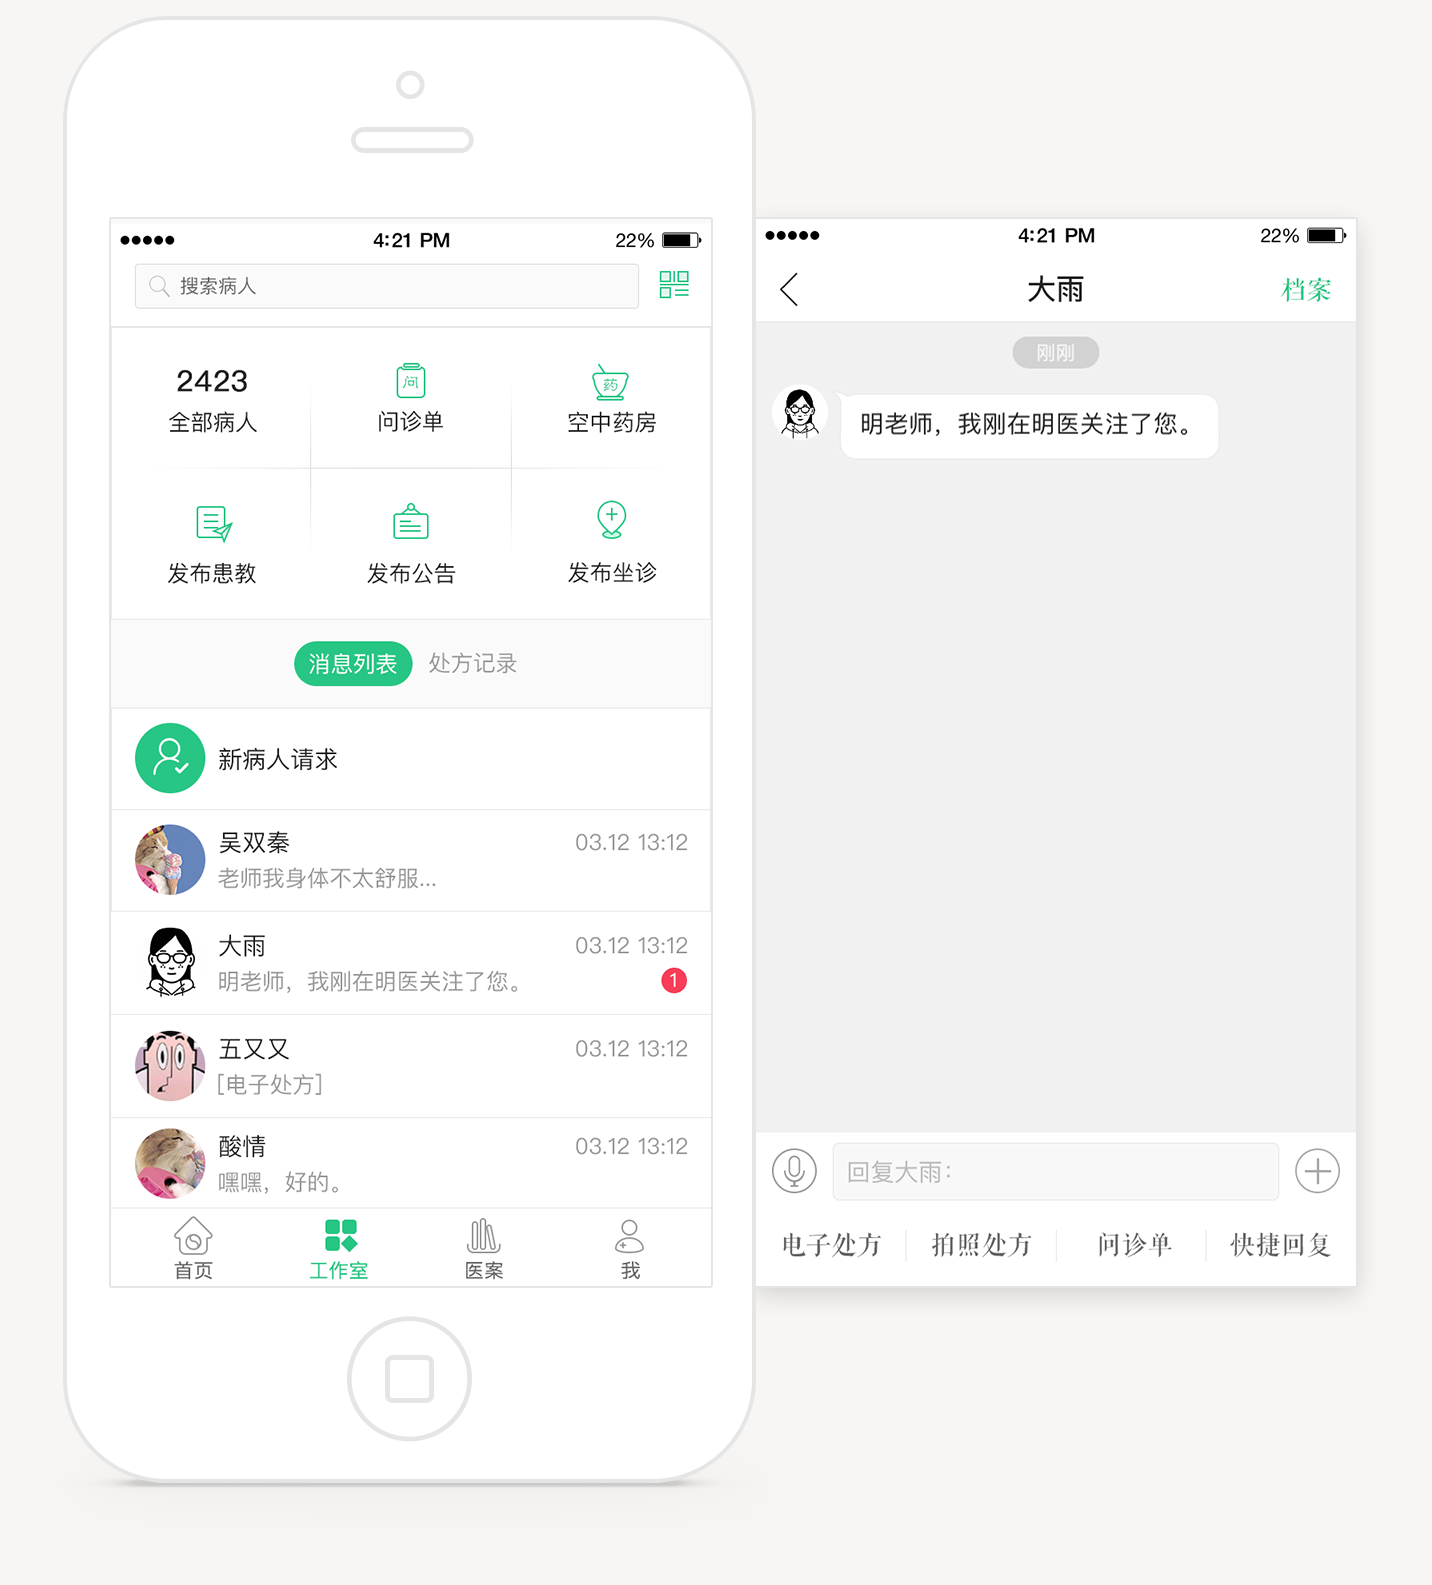 4:21 PM
22%
搜索病人
2423
全部病人
问
问诊单
药
空中药房
发布患教
发布公告
发布坐诊
消息列表
处方记录
新病人请求
吴双秦
03.12 13:12
老师我身体不太舒服...
大雨
03.12 13:12
明老师，我刚在明医关注了您。
1
五又又
03.12 13:12
[电子处方]
酸情
03.12 13:12
嘿嘿，好的。
首页
工作室
医案
我
4:21 PM
22%
大雨
档案
刚刚
明老师，我刚在明医关注了您。
回复大雨：
电子处方
拍照处方
问诊单
快捷回复